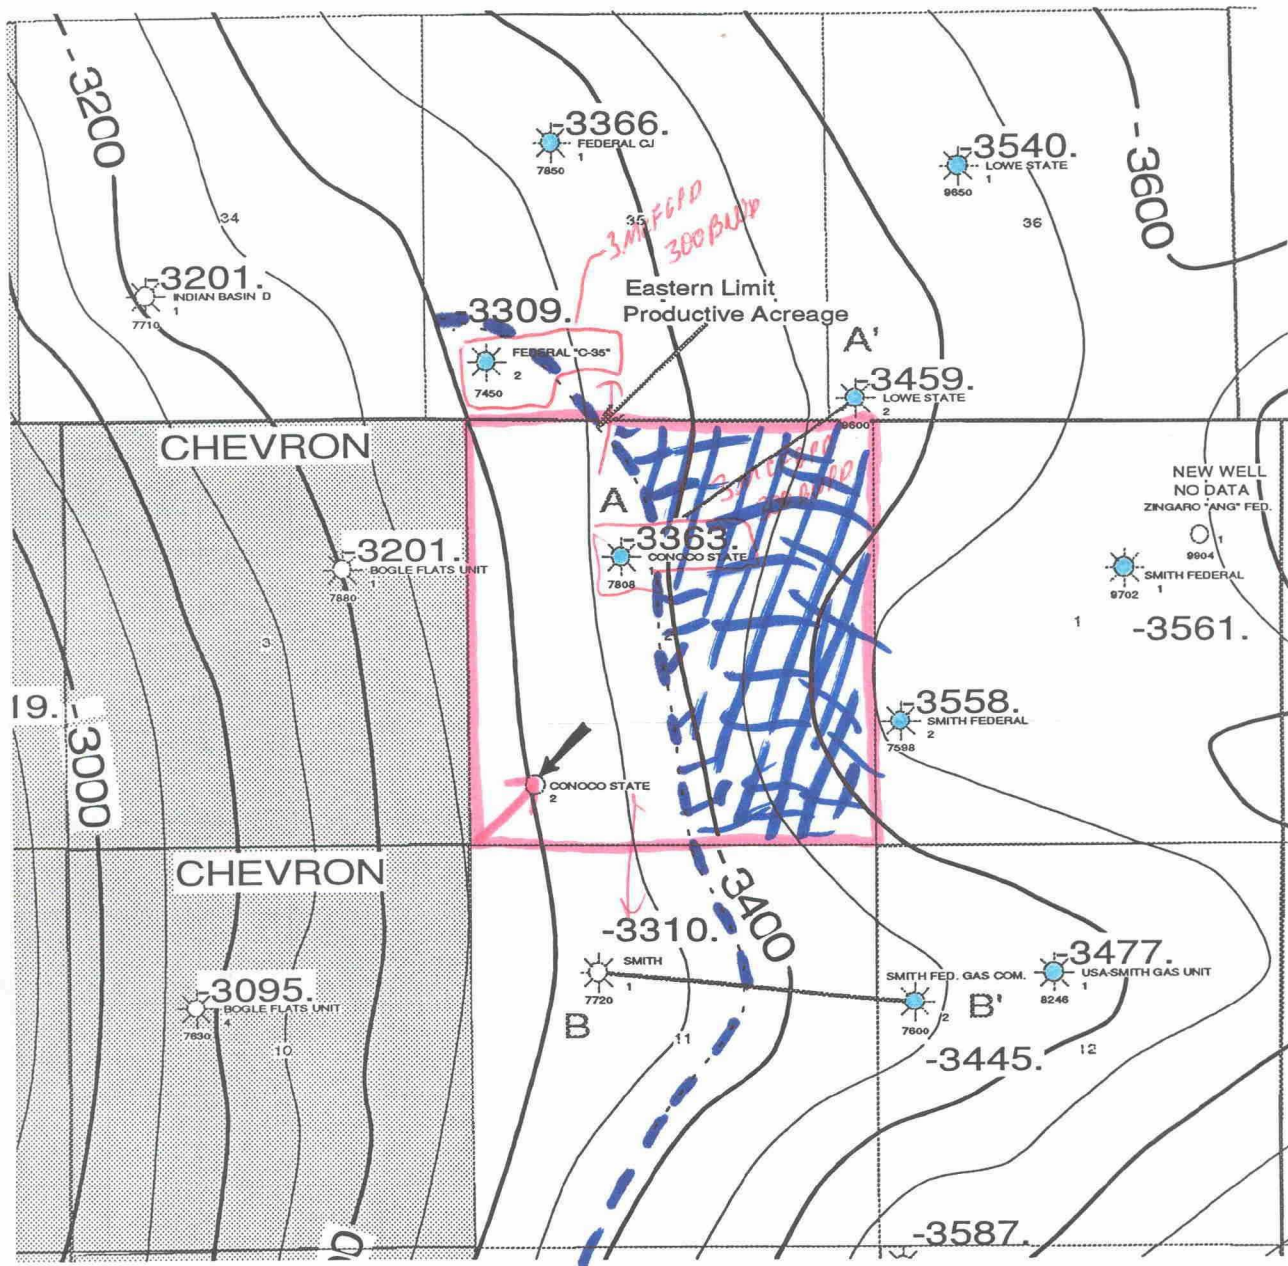 -3200
-3366.
FEDERAL CJ
1
7850
-3540.
LOWE STATE
1
9650
-3600
34
35
36
300 BWPD
-3201.
INDIAN BASIN D
1
7710
-3309.
FEDERAL "C-35"
2
7450
Eastern Limit
Productive Acreage
A'
-3459.
LOWE STATE
2
9600
CHEVRON
NEW WELL
NO DATA
ZINGARO "ANG" FED.
1
9904
A
-3363.
CONOCO STATE
1
7808
-3201.
BOGLE FLATS UNIT
1
7880
SMITH FEDERAL
1
9702
-3561.
3
2
1
19.
-3000
-3558.
SMITH FEDERAL
2
7598
CONOCO STATE
2
CHEVRON
-3400
-3310.
SMITH
1
7720
B
-3095.
BOGLE FLATS UNIT
4
7630
SMITH FED. GAS COM.
2
7600
B'
-3477.
USA-SMITH GAS UNIT
1
8246
-3445.
10
11
12
0
-3587.